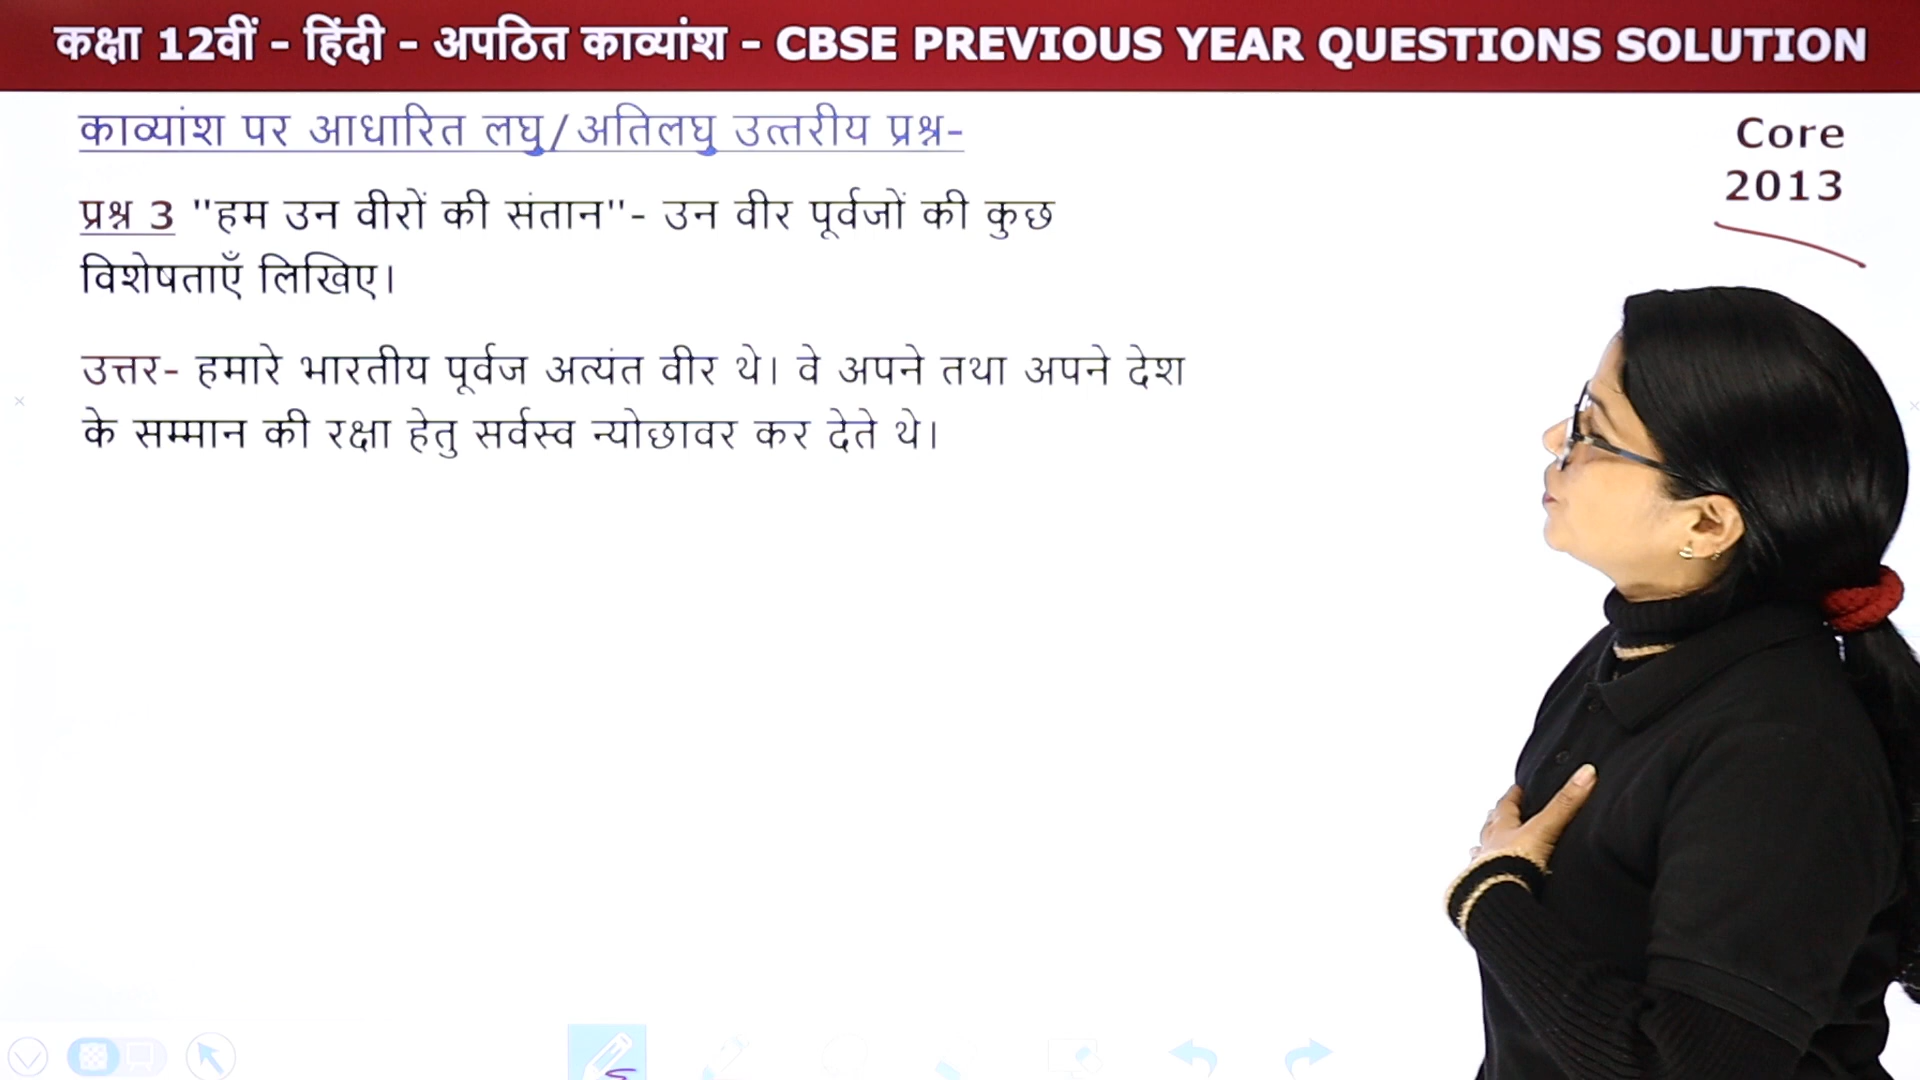 कक्षा 12वीं - हिंदी - अपठित काव्यांश - CBSE PREVIOUS YEAR QUESTIONS SOLUTION
काव्यांश पर आधारित लघु/अतिलघु उत्तरीय प्रश्न-
Core
2013
प्रश्न 3 "हम उन वीरों की संतान"- उन वीर पूर्वजों की कुछ
विशेषताएँ लिखिए।
उत्तर- हमारे भारतीय पूर्वज अत्यंत वीर थे। वे अपने तथा अपने देश
के सम्मान की रक्षा हेतु सर्वस्व न्योछावर कर देते थे।